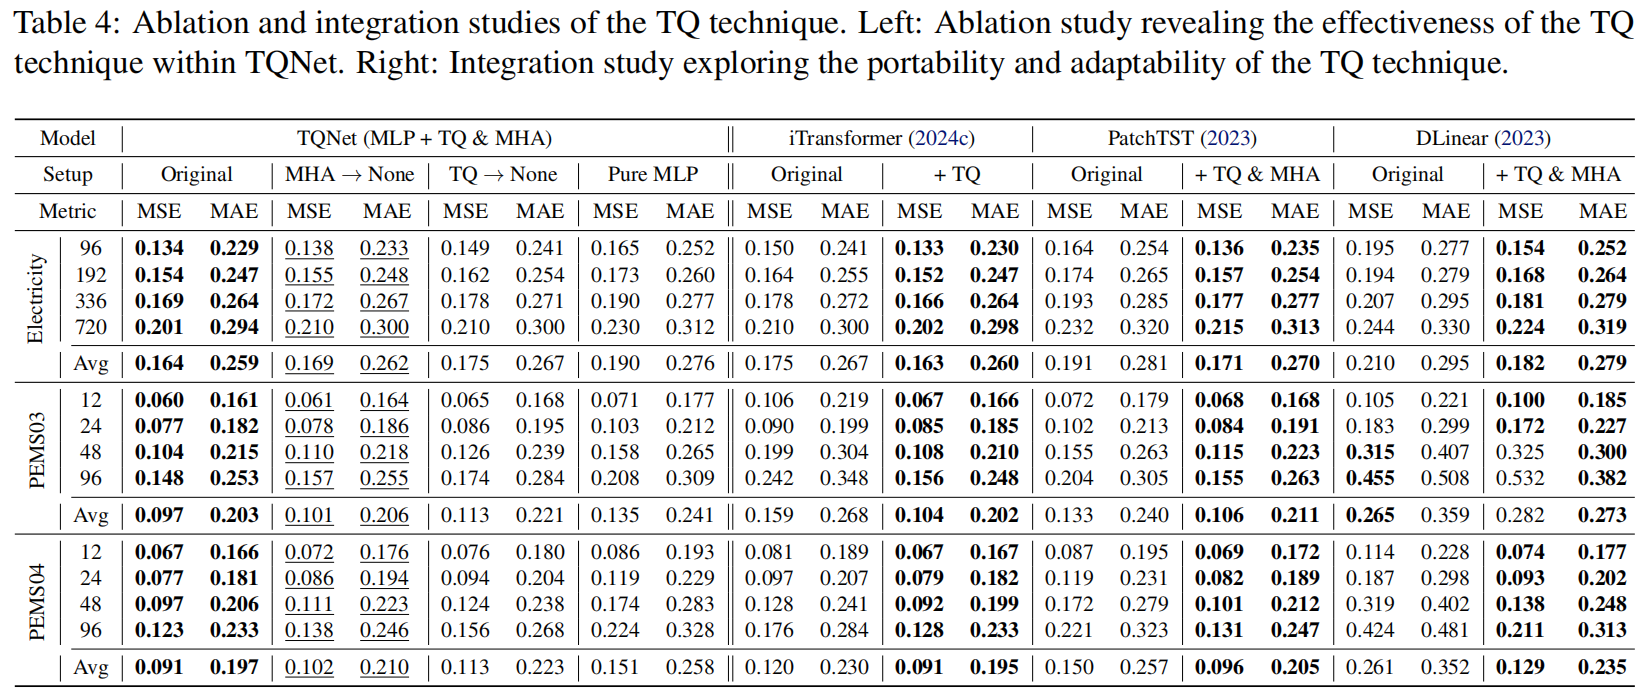 Table 4: Ablation and integration studies of the TQ technique. Left: Ablation study revealing the effectiveness of the TQ
technique within TQNet. Right: Integration study exploring the portability and adaptability of the TQ technique.
Model TQNet (MLP + TQ & MHA) iTransformer (2024c) PatchTST (2023) DLinear (2023)
Setup Original MHA → None TQ → None Pure MLP Original + TQ Original + TQ & MHA Original + TQ & MHA
Metric MSE MAE MSE MAE MSE MAE MSE MAE MSE MAE MSE MAE MSE MAE MSE MAE MSE MAE MSE MAE
Electricity
96 0.134 0.229 0.138 0.233 0.149 0.241 0.165 0.252 0.150 0.241 0.133 0.230 0.164 0.254 0.136 0.235 0.195 0.277 0.154 0.252
192 0.154 0.247 0.155 0.248 0.162 0.254 0.173 0.260 0.164 0.255 0.152 0.247 0.174 0.265 0.157 0.254 0.194 0.279 0.168 0.264
336 0.169 0.264 0.172 0.267 0.178 0.271 0.190 0.277 0.178 0.272 0.166 0.264 0.193 0.285 0.177 0.277 0.207 0.295 0.181 0.279
720 0.201 0.294 0.210 0.300 0.210 0.300 0.230 0.312 0.210 0.300 0.202 0.298 0.232 0.320 0.215 0.313 0.244 0.330 0.224 0.319
Avg 0.164 0.259 0.169 0.262 0.175 0.267 0.190 0.276 0.175 0.267 0.163 0.260 0.191 0.281 0.171 0.270 0.210 0.295 0.182 0.279
PEMS03
12 0.060 0.161 0.061 0.164 0.065 0.168 0.071 0.177 0.106 0.219 0.067 0.166 0.072 0.179 0.068 0.168 0.105 0.221 0.100 0.185
24 0.077 0.182 0.078 0.186 0.086 0.195 0.103 0.212 0.090 0.199 0.085 0.185 0.102 0.213 0.084 0.191 0.183 0.299 0.172 0.227
48 0.104 0.215 0.110 0.218 0.126 0.239 0.158 0.265 0.199 0.304 0.108 0.210 0.155 0.263 0.115 0.223 0.315 0.407 0.325 0.300
96 0.148 0.253 0.157 0.255 0.174 0.284 0.208 0.309 0.242 0.348 0.156 0.248 0.204 0.305 0.155 0.263 0.455 0.508 0.532 0.382
Avg 0.097 0.203 0.101 0.206 0.113 0.221 0.135 0.241 0.159 0.268 0.104 0.202 0.133 0.240 0.106 0.211 0.265 0.359 0.282 0.273
PEMS04
12 0.067 0.166 0.072 0.176 0.076 0.180 0.086 0.193 0.081 0.189 0.067 0.167 0.087 0.195 0.069 0.172 0.114 0.228 0.074 0.177
24 0.077 0.181 0.086 0.194 0.094 0.204 0.119 0.229 0.097 0.207 0.079 0.182 0.119 0.231 0.082 0.189 0.187 0.298 0.093 0.202
48 0.097 0.206 0.111 0.223 0.124 0.238 0.174 0.283 0.128 0.241 0.092 0.199 0.172 0.279 0.101 0.212 0.319 0.402 0.138 0.248
96 0.123 0.233 0.138 0.246 0.156 0.268 0.224 0.328 0.176 0.284 0.128 0.233 0.221 0.323 0.131 0.247 0.424 0.481 0.211 0.313
Avg 0.091 0.197 0.102 0.210 0.113 0.223 0.151 0.258 0.120 0.230 0.091 0.195 0.150 0.257 0.096 0.205 0.261 0.352 0.129 0.235